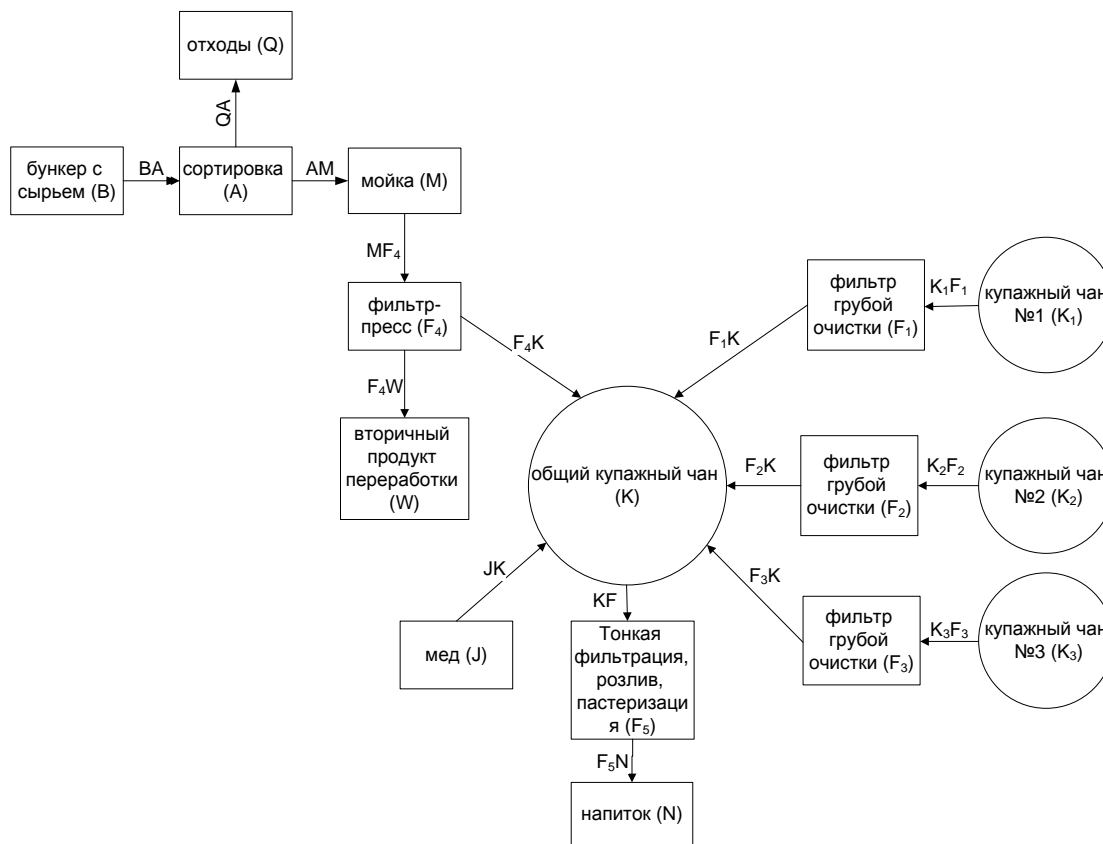 отходы (Q)
QA
бункер с
сырьем (B)
BA
сортировка
(A)
AM
мойка (M)
MF₄
фильтр-
пресс (F₄)
F₄K
F₄W
вторичный
продукт
переработки
(W)
общий купажный чан
(K)
фильтр
грубой
очистки (F₁)
K₁F₁
купажный чан
№1 (K₁)
F₁K
F₂K
фильтр
грубой
очистки (F₂)
K₂F₂
купажный чан
№2 (K₂)
F₃K
фильтр
грубой
очистки (F₃)
K₃F₃
купажный чан
№3 (K₃)
JK
мед (J)
KF
Тонкая
фильтрация,
розлив,
пастеризаци
я (F₅)
F₅N
напиток (N)